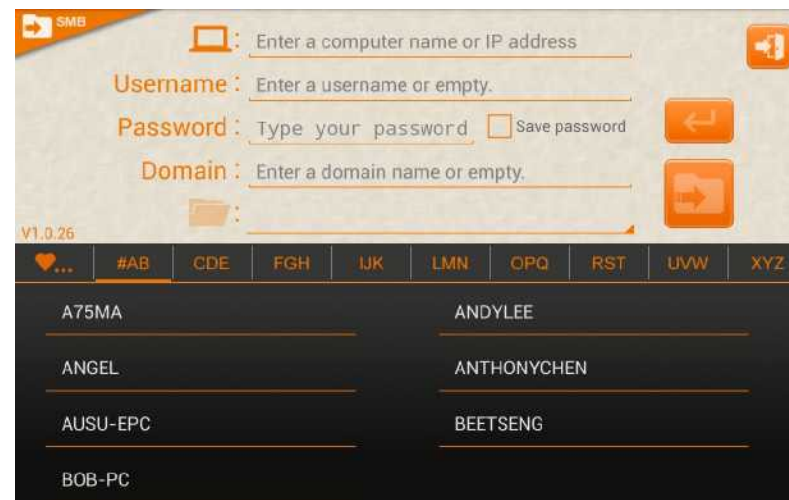 SMB
: Enter a computer name or IP address
Username : Enter a username or empty.
Password : Type your password Save password
Domain : Enter a domain name or empty.
:
V1.0.26
... #AB CDE FGH IJK LMN OPQ RST UVW XYZ
A75MA ANDYLEE
ANGEL ANTHONYCHEN
AUSU-EPC BEETSENG
BOB-PC